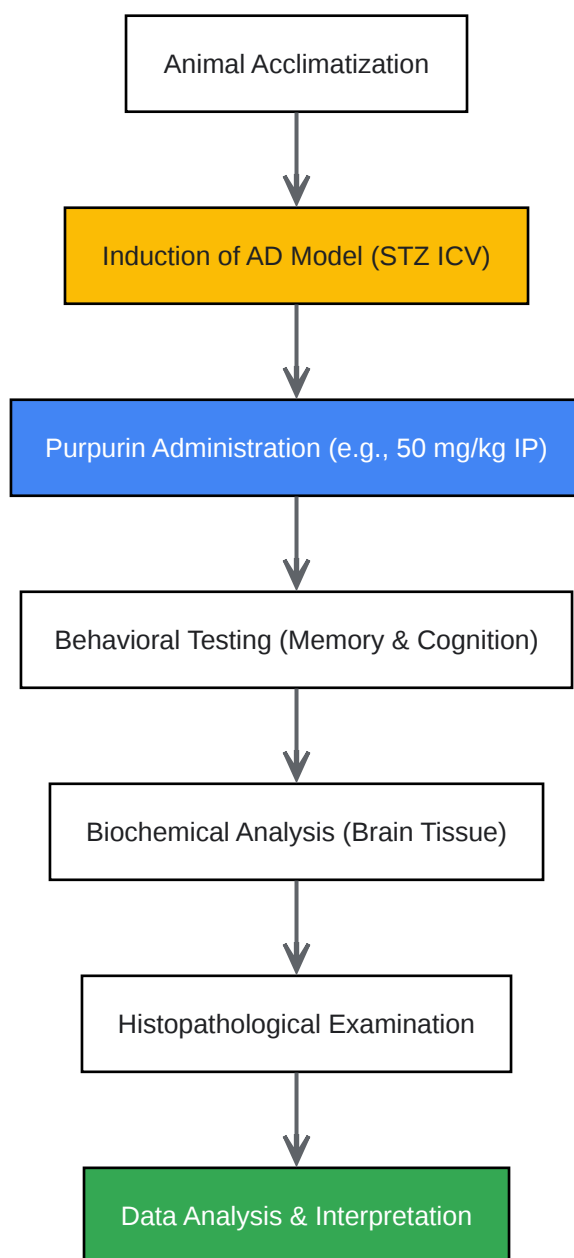 Animal Acclimatization
Induction of AD Model (STZ ICV)
Purpurin Administration (e.g., 50 mg/kg IP)
Behavioral Testing (Memory & Cognition)
Biochemical Analysis (Brain Tissue)
Histopathological Examination
Data Analysis & Interpretation